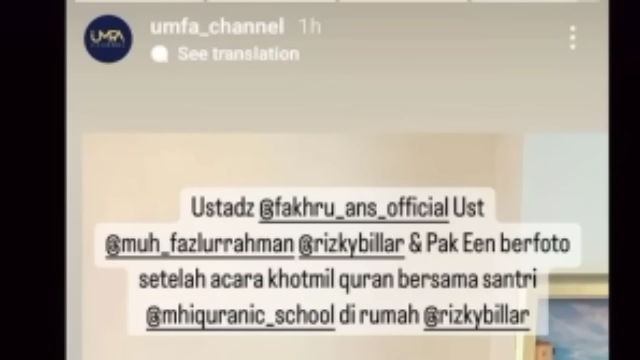 UMFA
umfa_channel 1h
See translation
Ustadz @fakhru_ans_official Ust
@muh_fazlurrahman @rizkybillar & Pak Een berfoto
setelah acara khotmil quran bersama santri
@mhiquranic_school di rumah @rizkybillar